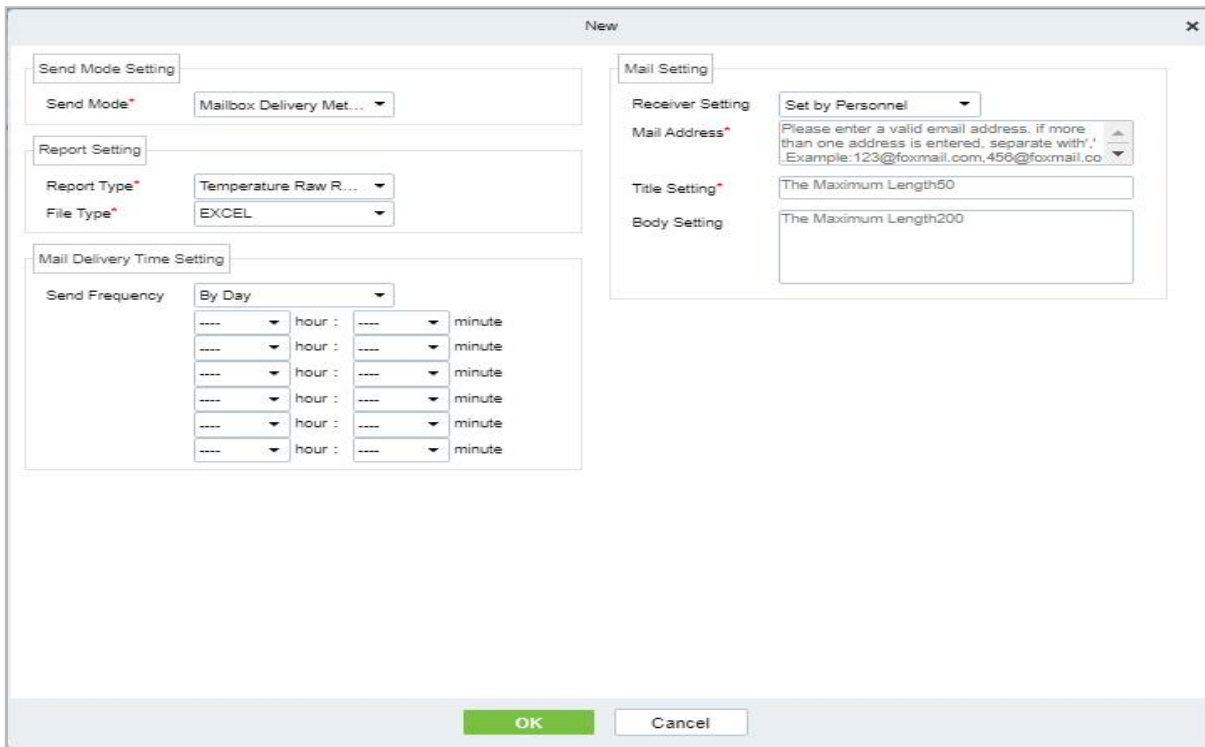 New
×
Send Mode Setting
Send Mode* Mailbox Delivery Met...
Report Setting
Report Type* Temperature Raw R...
File Type* EXCEL
Mail Delivery Time Setting
Send Frequency By Day
---- hour : ---- minute
---- hour : ---- minute
---- hour : ---- minute
---- hour : ---- minute
---- hour : ---- minute
---- hour : ---- minute
Mail Setting
Receiver Setting Set by Personnel
Mail Address* Please enter a valid email address. if more
than one address is entered, separate with','
.Example:123@foxmail.com,456@foxmail.co
Title Setting* The Maximum Length50
Body Setting The Maximum Length200
OK Cancel